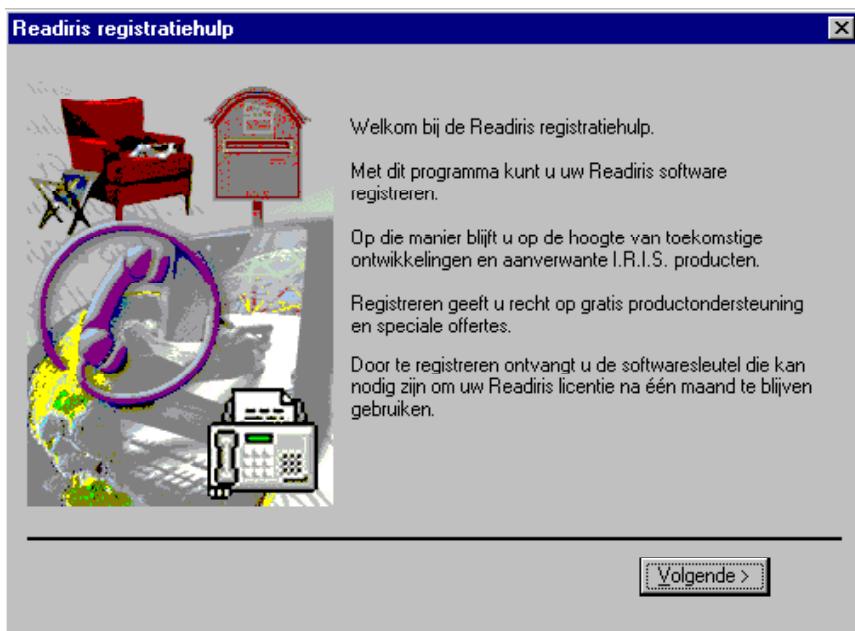 Readiris registratiehulp
Welkom bij de Readiris registratiehulp.
Met dit programma kunt u uw Readiris software
registreren.
Op die manier blijft u op de hoogte van toekomstige
ontwikkelingen en aanverwante I.R.I.S. producten.
Registreren geeft u recht op gratis productondersteuning
en speciale offertes.
Door te registreren ontvangt u de softwaresleutel die kan
nodig zijn om uw Readiris licentie na één maand te blijven
gebruiken.
Volgende >